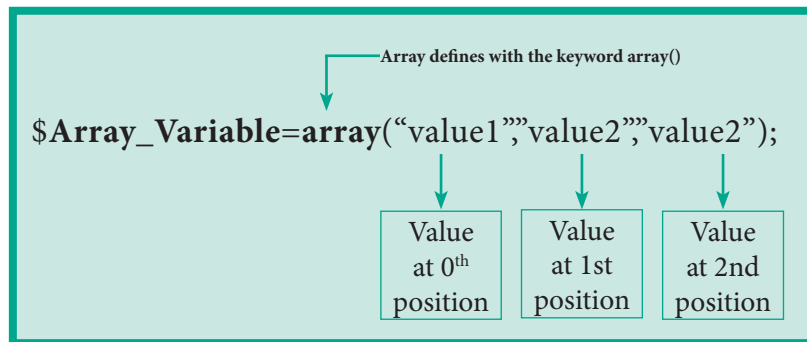 Array defines with the keyword array()
$Array_Variable=array(“value1”,”value2”,”value2”);
Value
at 0th
position
Value
at 1st
position
Value
at 2nd
position